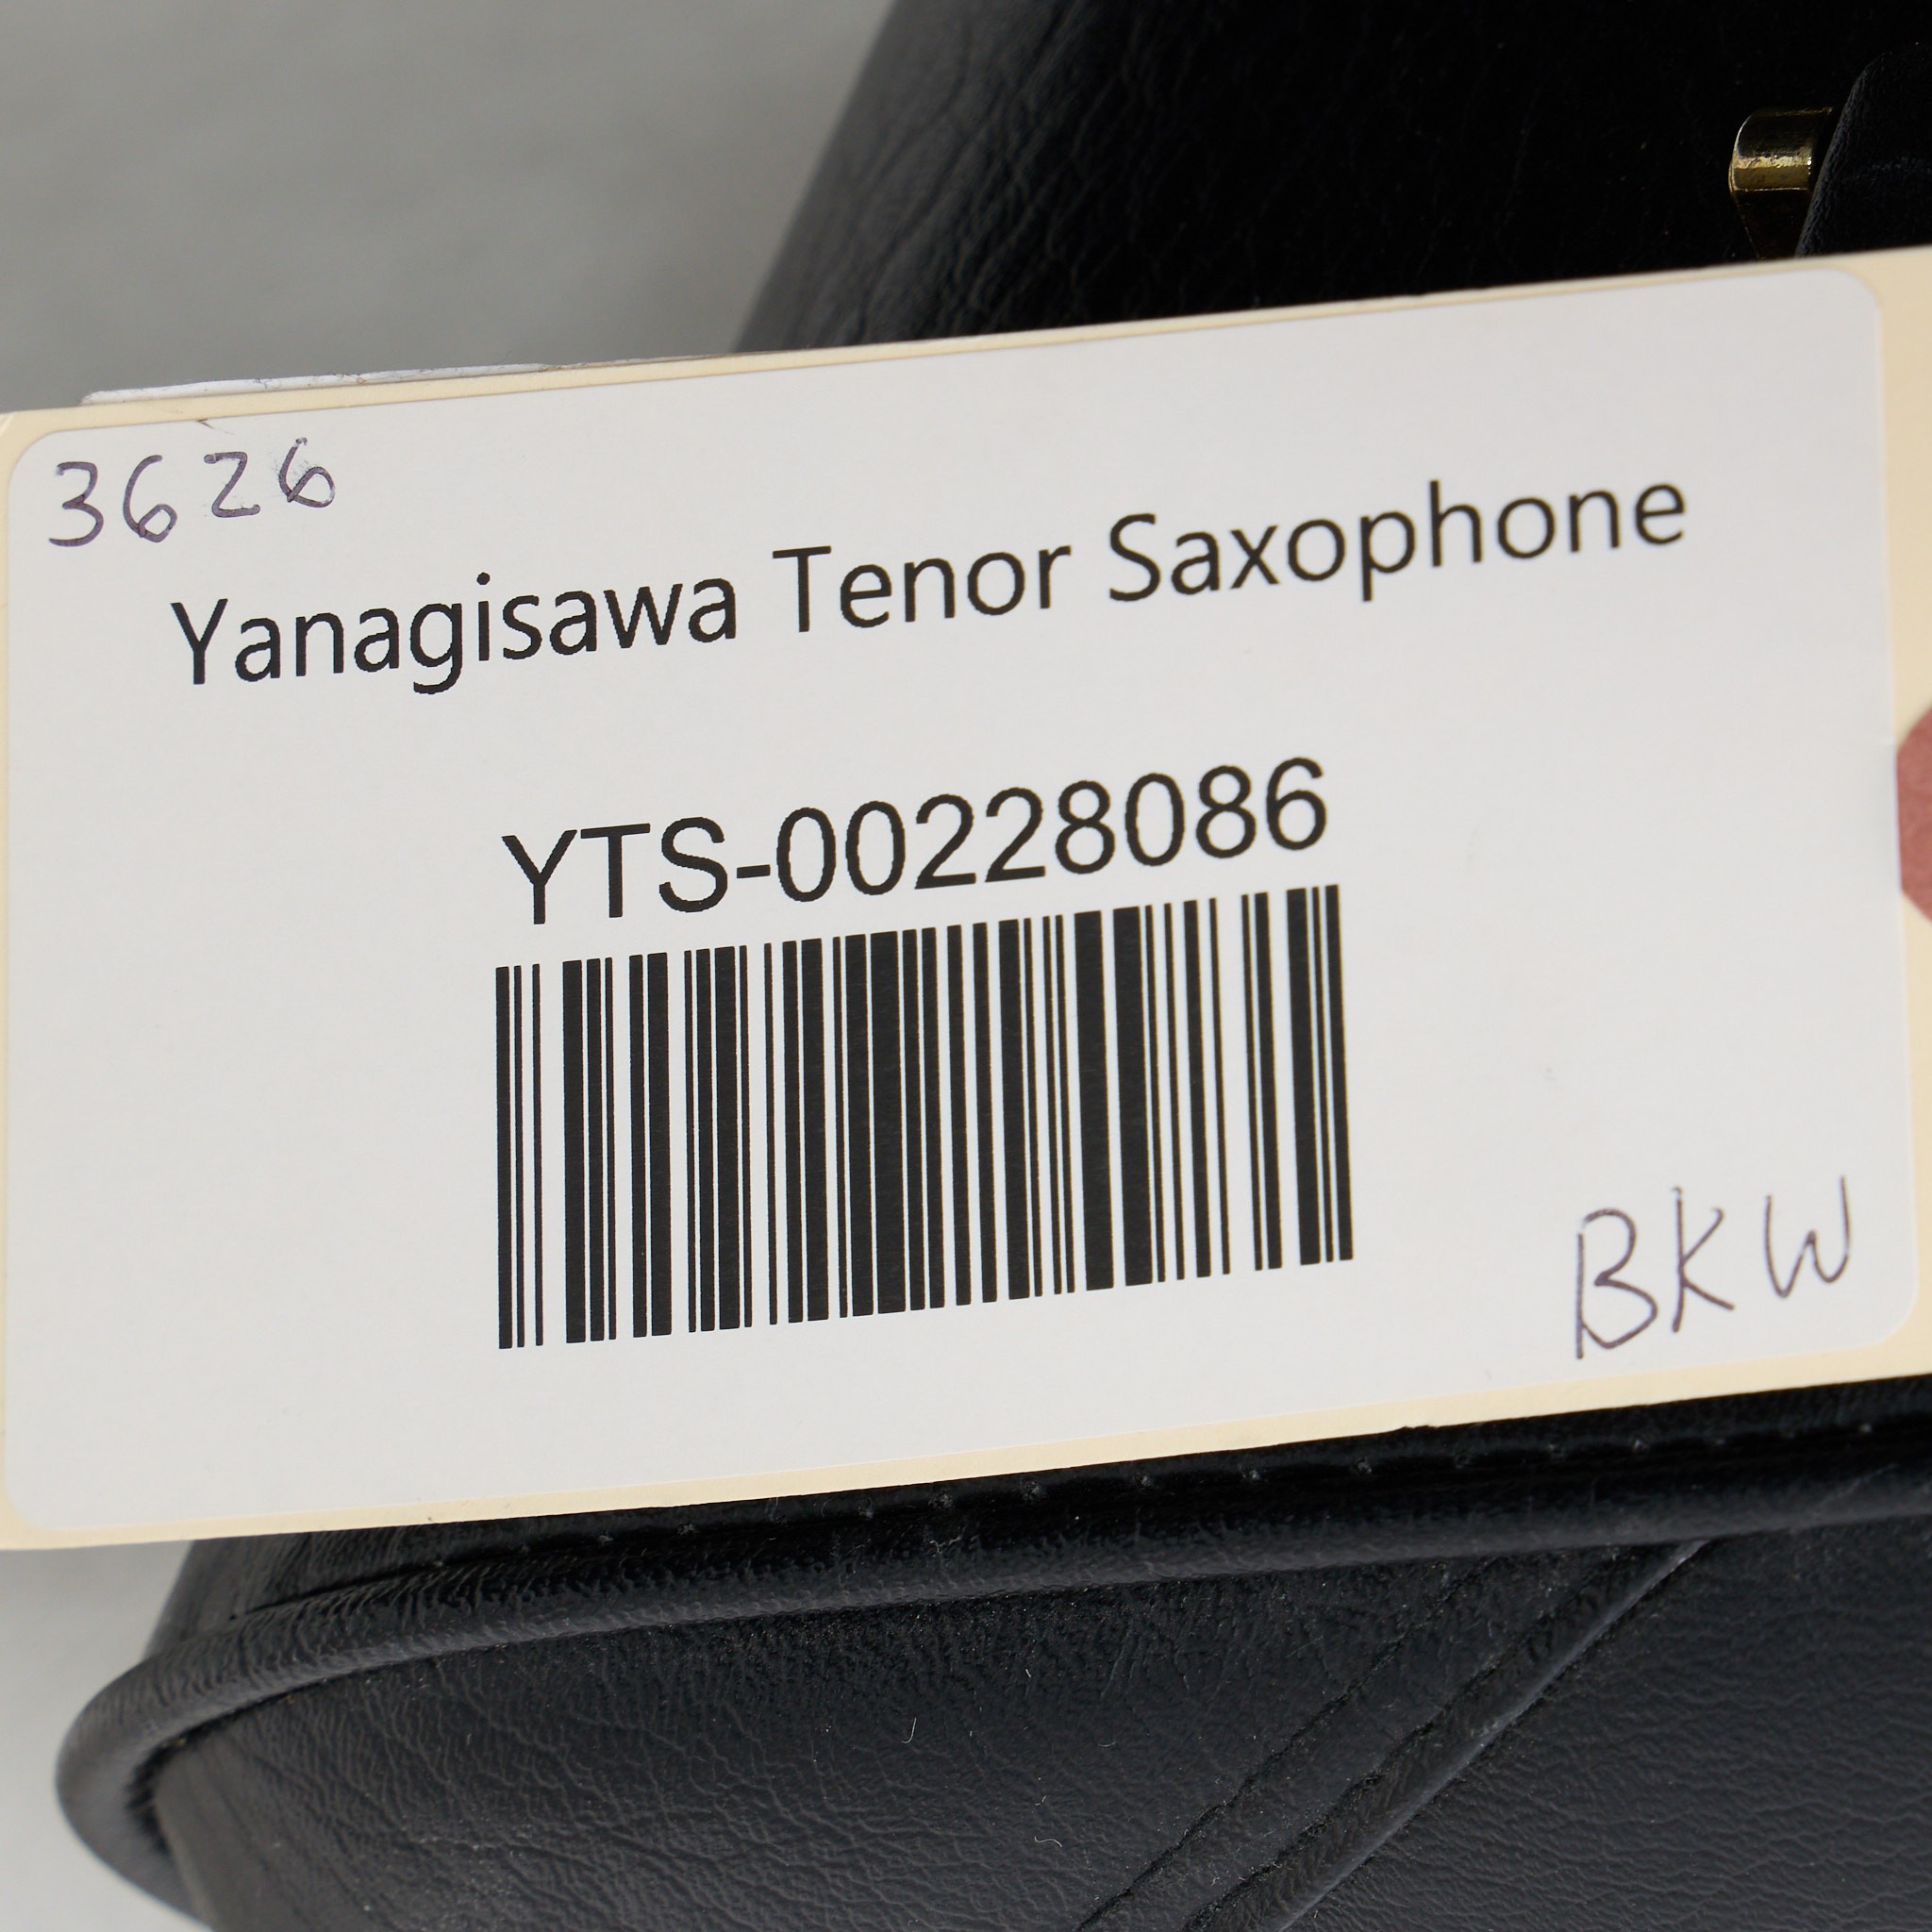 3626
Yanagisawa Tenor Saxophone
YTS-00228086
BKW